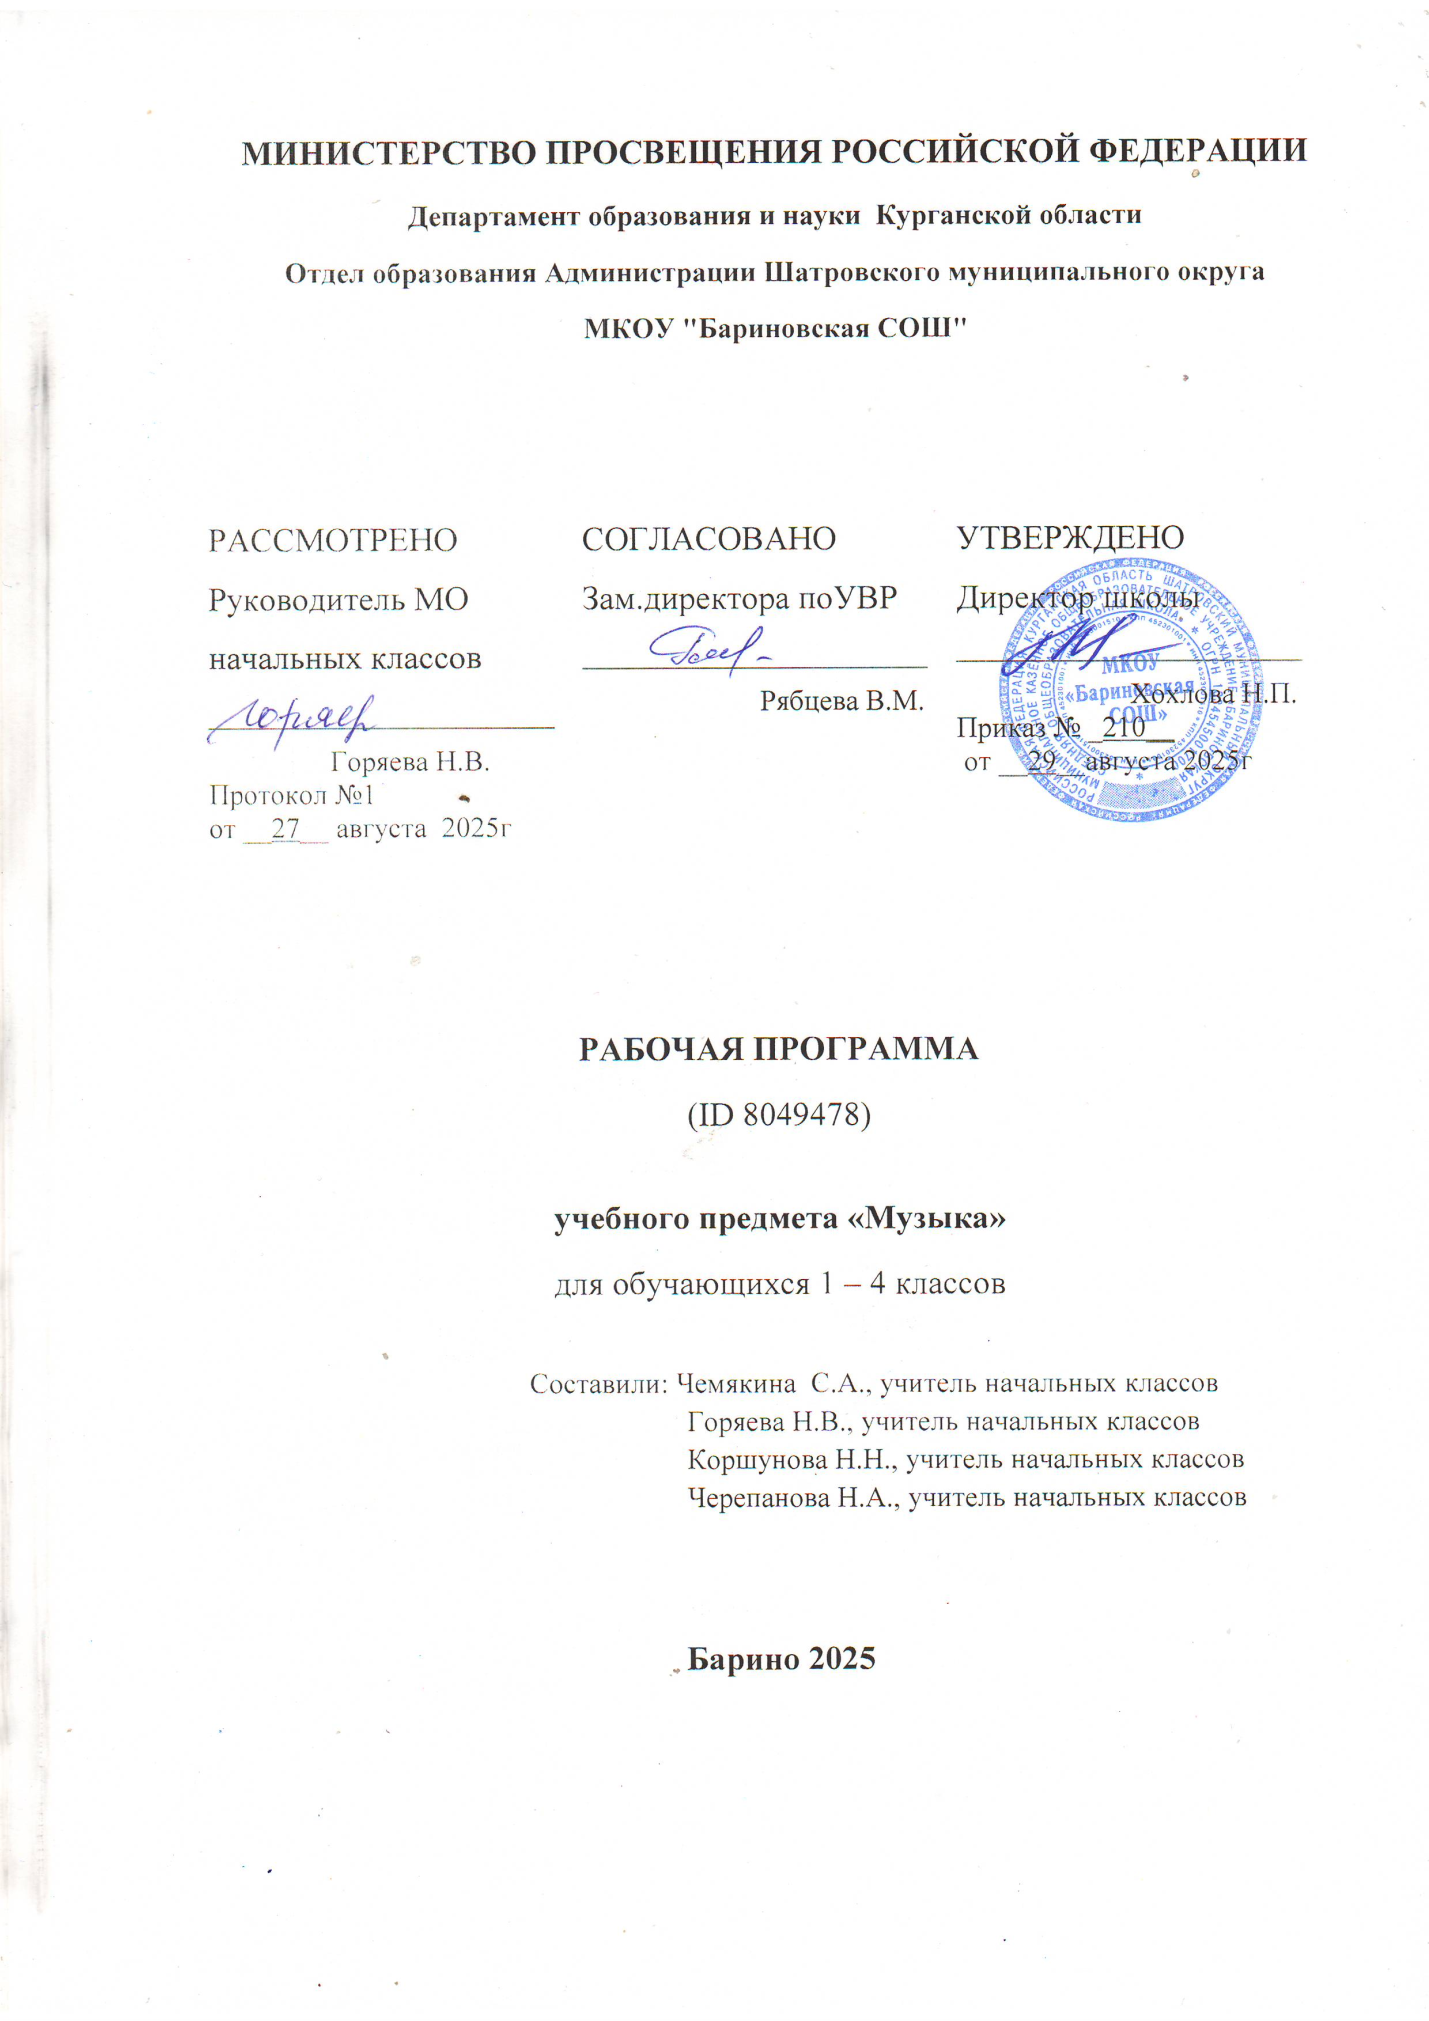 МИНИСТЕРСТВО ПРОСВЕЩЕНИЯ РОССИЙСКОЙ ФЕДЕРАЦИИ
Департамент образования и науки Курганской области
Отдел образования Администрации Шатровского муниципального округа
МКОУ "Бариновская СОШ"
РАССМОТРЕНО
Руководитель МО
начальных классов
Горяева Н.В.
Протокол №1
от __27__ августа 2025г
СОГЛАСОВАНО
Зам.директора поУВР
Рябцева В.М.
УТВЕРЖДЕНО
Директор школы
Хохлова Н.П.
Приказ № _210__
от __29__ августа 2025г
МКОУ
«Бариновская
СОШ»
РАБОЧАЯ ПРОГРАММА
(ID 8049478)
учебного предмета «Музыка»
для обучающихся 1 – 4 классов
Составили: Чемякина С.А., учитель начальных классов
Горяева Н.В., учитель начальных классов
Коршунова Н.Н., учитель начальных классов
Черепанова Н.А., учитель начальных классов
Барино 2025